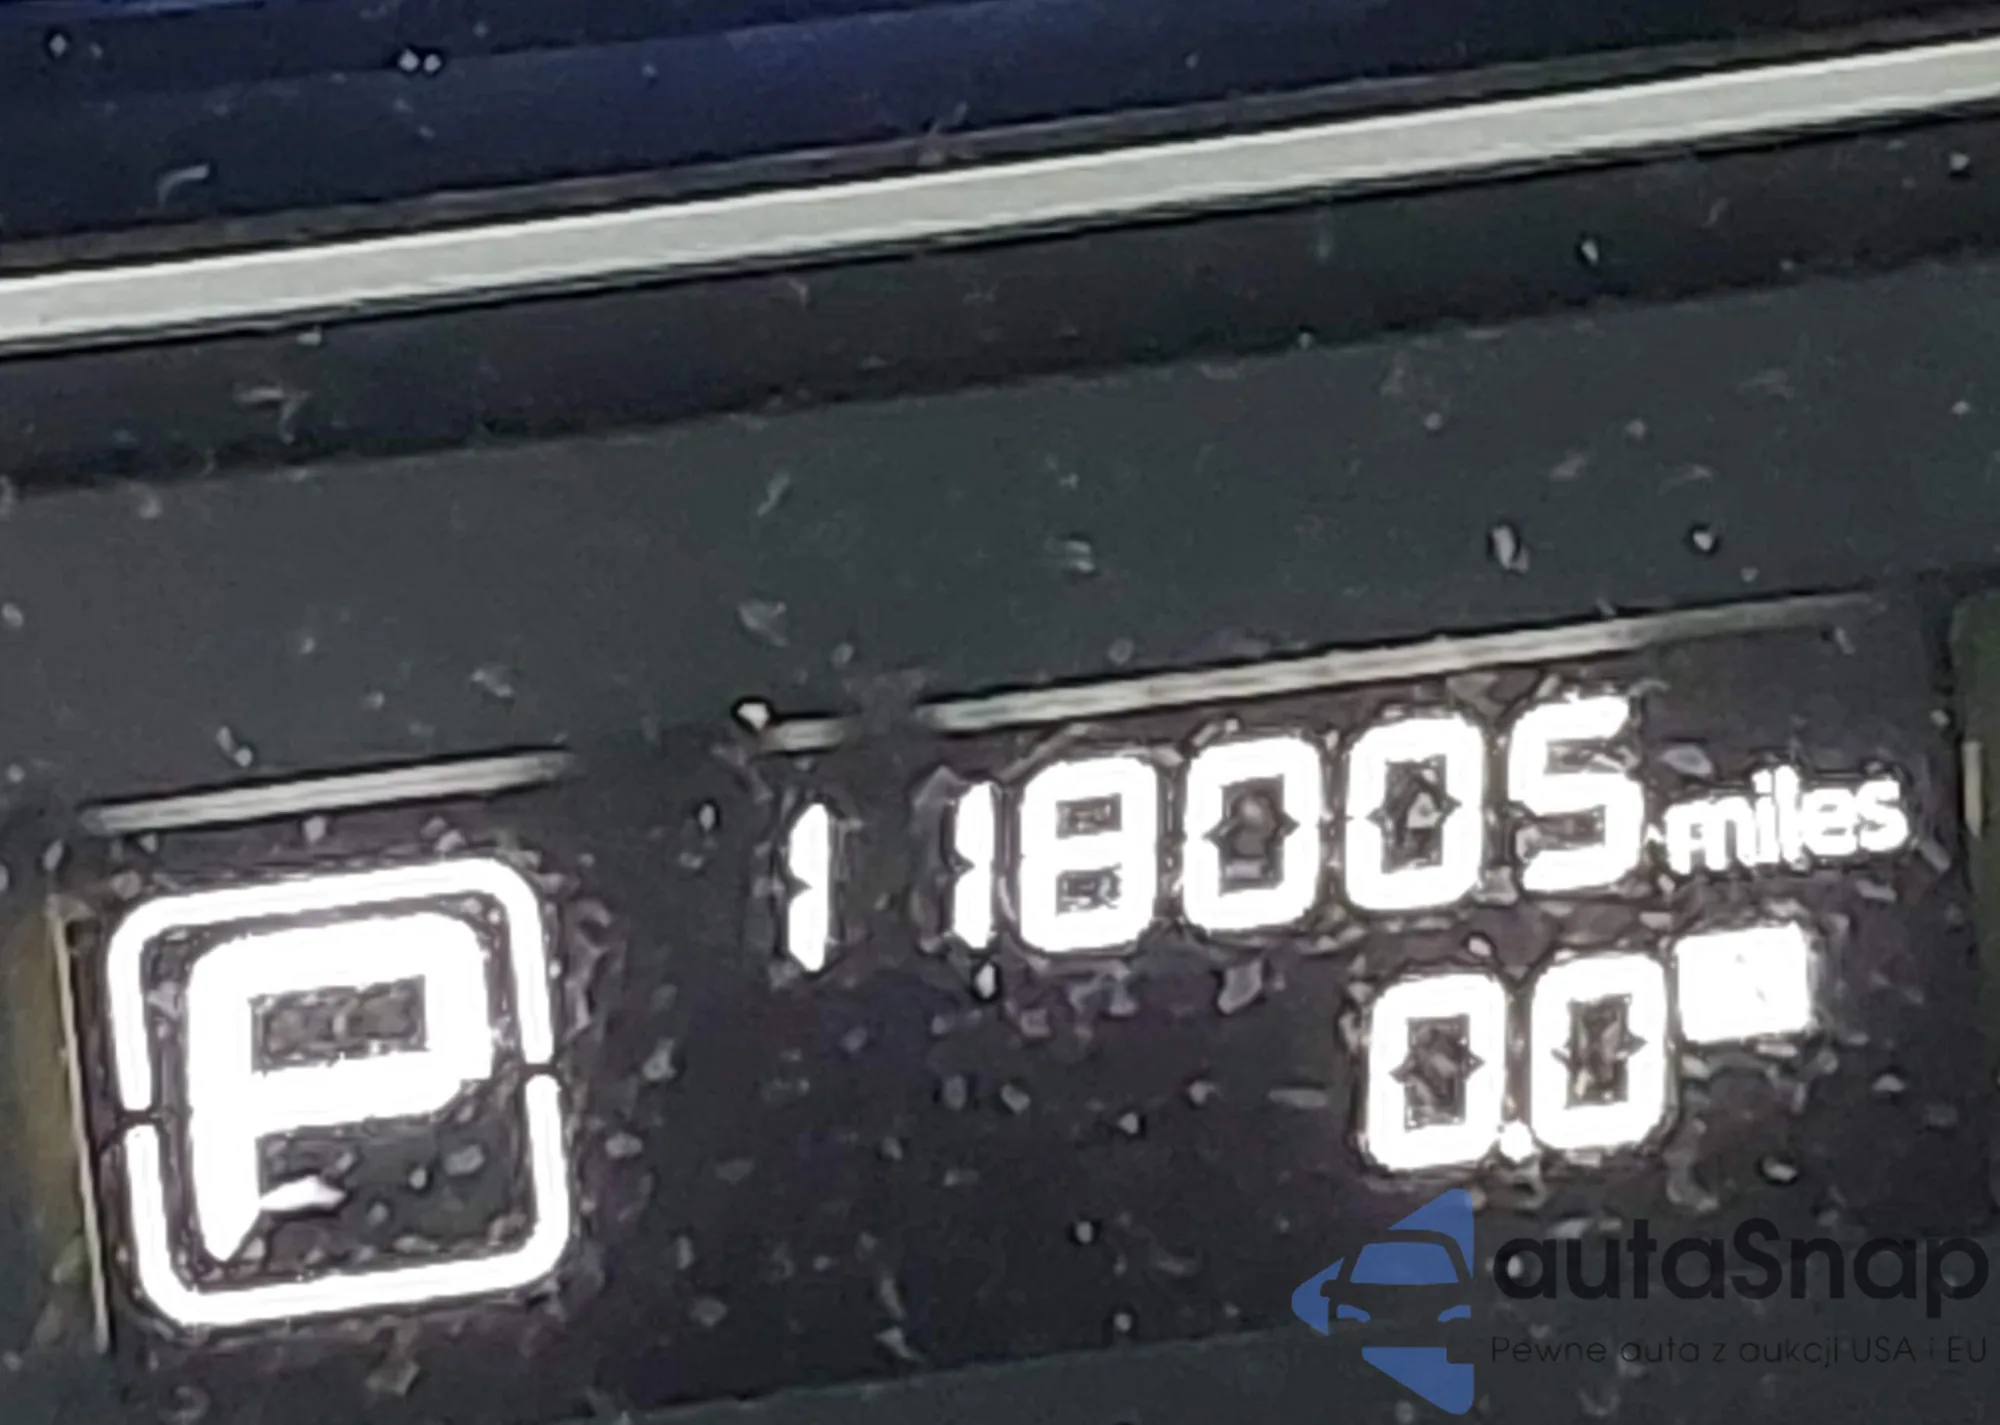 118005 miles
P
0.0
autaSnap
Pewne auta z aukcji USA i EU